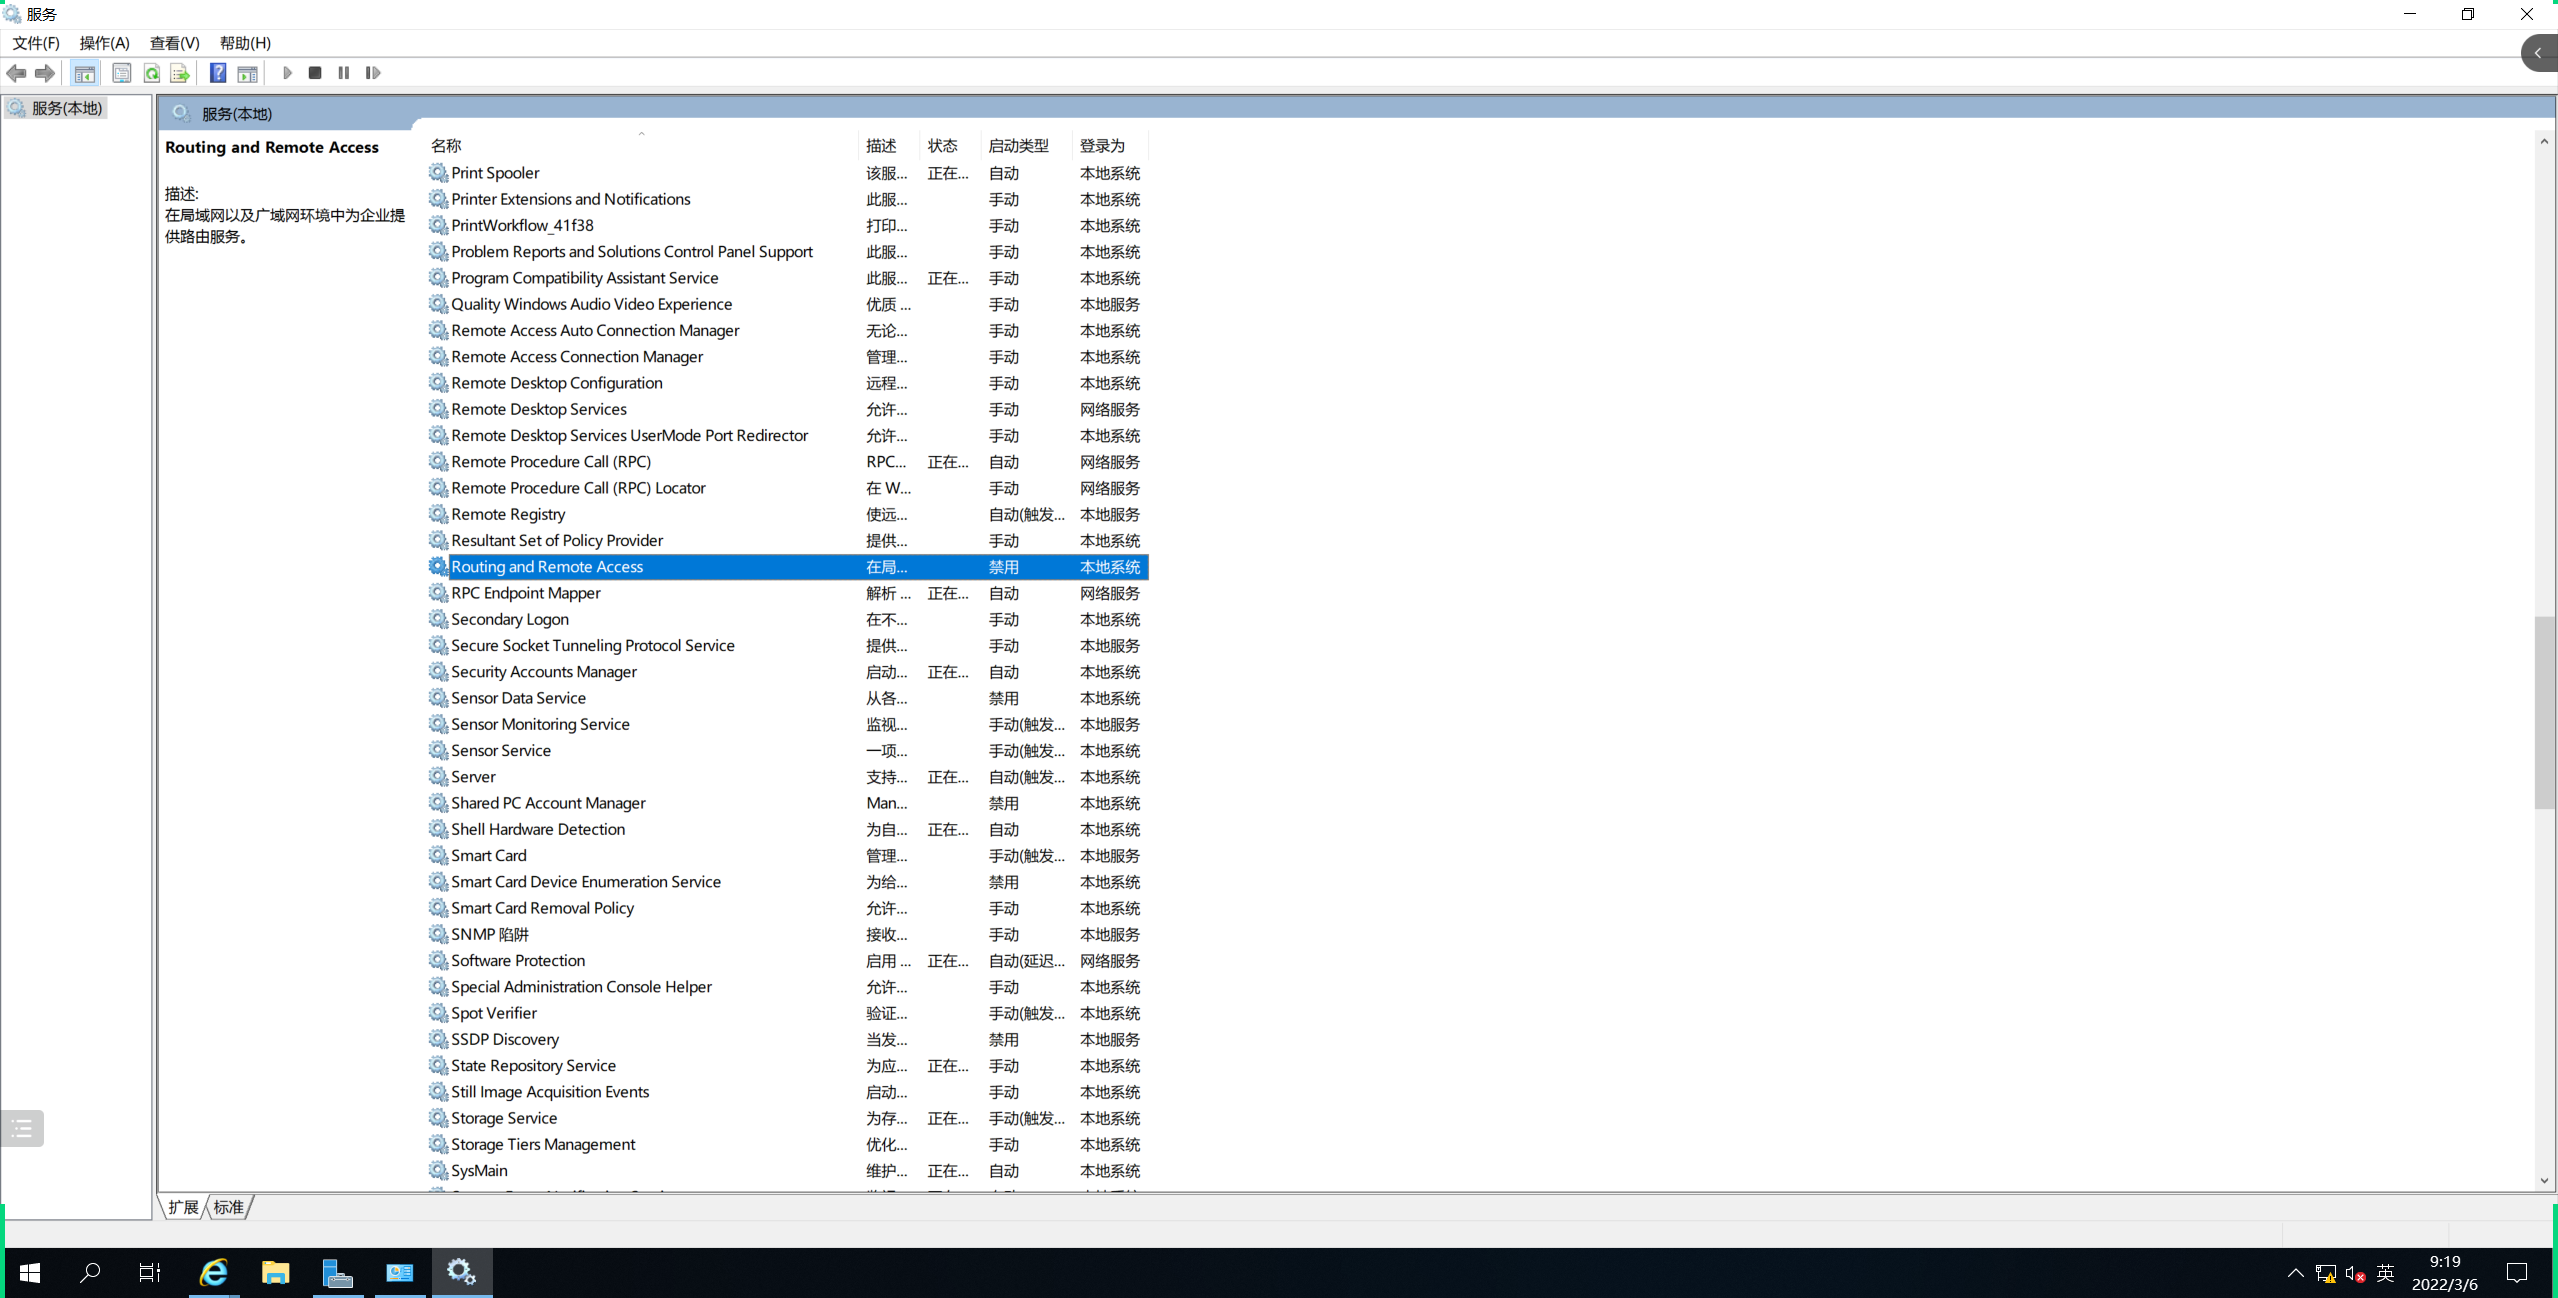 服务
文件(F) 操作(A) 查看(V) 帮助(H)
服务(本地)
服务(本地)
Routing and Remote Access
描述:
在局域网以及广域网环境中为企业提
供路由服务。
名称 描述 状态 启动类型 登录为
Print Spooler 该服... 正在... 自动 本地系统
Printer Extensions and Notifications 此服... 手动 本地系统
PrintWorkflow_41f38 打印... 手动 本地系统
Problem Reports and Solutions Control Panel Support 此服... 手动 本地系统
Program Compatibility Assistant Service 此服... 正在... 手动 本地系统
Quality Windows Audio Video Experience 优质 ... 手动 本地服务
Remote Access Auto Connection Manager 无论... 手动 本地系统
Remote Access Connection Manager 管理... 手动 本地系统
Remote Desktop Configuration 远程... 手动 本地系统
Remote Desktop Services 允许... 手动 网络服务
Remote Desktop Services UserMode Port Redirector 允许... 手动 本地系统
Remote Procedure Call (RPC) RPC... 正在... 自动 网络服务
Remote Procedure Call (RPC) Locator 在 W... 手动 网络服务
Remote Registry 使远... 自动(触发... 本地服务
Resultant Set of Policy Provider 提供... 手动 本地系统
Routing and Remote Access 在局... 禁用 本地系统
RPC Endpoint Mapper 解析 ... 正在... 自动 网络服务
Secondary Logon 在不... 手动 本地系统
Secure Socket Tunneling Protocol Service 提供... 手动 本地服务
Security Accounts Manager 启动... 正在... 自动 本地系统
Sensor Data Service 从各... 禁用 本地系统
Sensor Monitoring Service 监视... 手动(触发... 本地服务
Sensor Service 一项... 手动(触发... 本地系统
Server 支持... 正在... 自动(触发... 本地系统
Shared PC Account Manager Man... 禁用 本地系统
Shell Hardware Detection 为自... 正在... 自动 本地系统
Smart Card 管理... 手动(触发... 本地服务
Smart Card Device Enumeration Service 为给... 禁用 本地系统
Smart Card Removal Policy 允许... 手动 本地系统
SNMP 陷阱 接收... 手动 本地服务
Software Protection 启用 ... 正在... 自动(延迟... 网络服务
Special Administration Console Helper 允许... 手动 本地系统
Spot Verifier 验证... 手动(触发... 本地系统
SSDP Discovery 当发... 禁用 本地服务
State Repository Service 为应... 正在... 手动 本地系统
Still Image Acquisition Events 启动... 手动 本地系统
Storage Service 为存... 正在... 手动(触发... 本地系统
Storage Tiers Management 优化... 手动 本地系统
SysMain 维护... 正在... 自动 本地系统
扩展 标准
英
9:19
2022/3/6